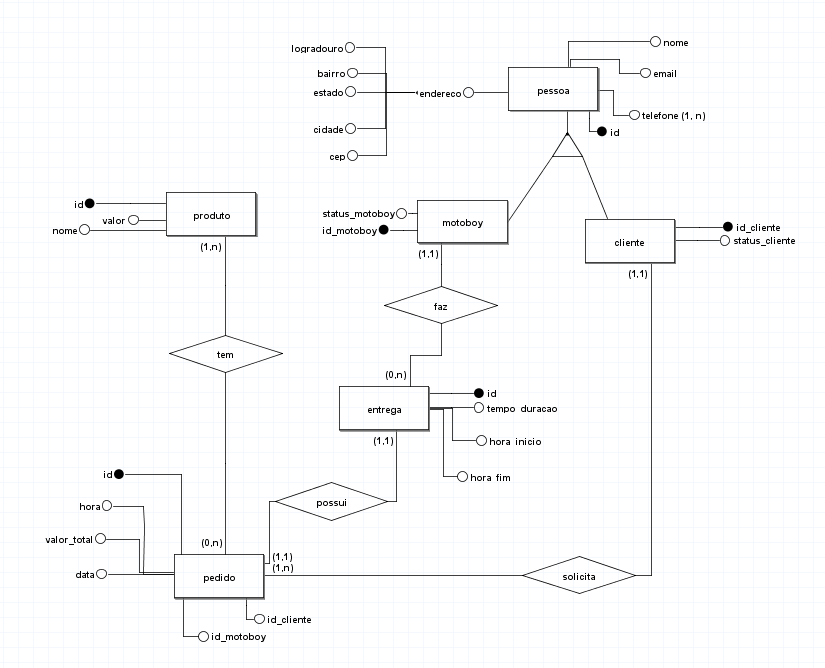 nome
logradouro
bairro
email
estado
endereco
pessoa
telefone (1, n)
cidade
id
cep
id
produto
valor
nome
status_motoboy
id_motoboy
motoboy
id_cliente
status_cliente
cliente
(1,n)
(1,1)
(1,1)
faz
tem
(0,n)
id
entrega
tempo duracao
(1,1)
hora inicio
id
hora fim
hora
possui
valor_total
(0,n)
(1,1)
(1,n)
data
pedido
solicita
id_cliente
id_motoboy